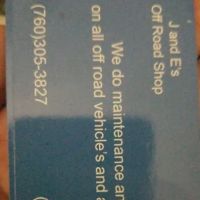 J and E's
Off Road Shop
We do maintenance an
on all off road vehicle's and a
(760)305-3827
(